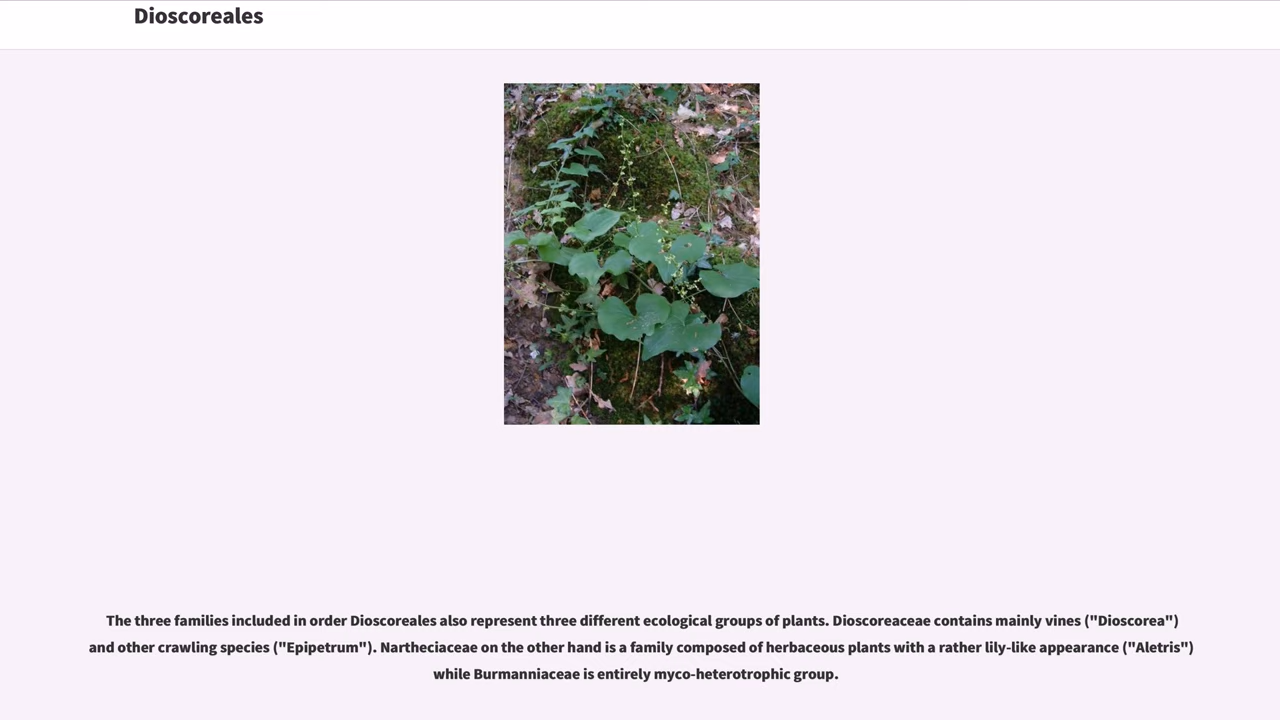 Dioscoreales
The three families included in order Dioscoreales also represent three different ecological groups of plants. Dioscoreaceae contains mainly vines ("Dioscorea")
and other crawling species ("Epipetrum"). Nartheciaceae on the other hand is a family composed of herbaceous plants with a rather lily-like appearance ("Aletris")
while Burmanniaceae is entirely myco-heterotrophic group.